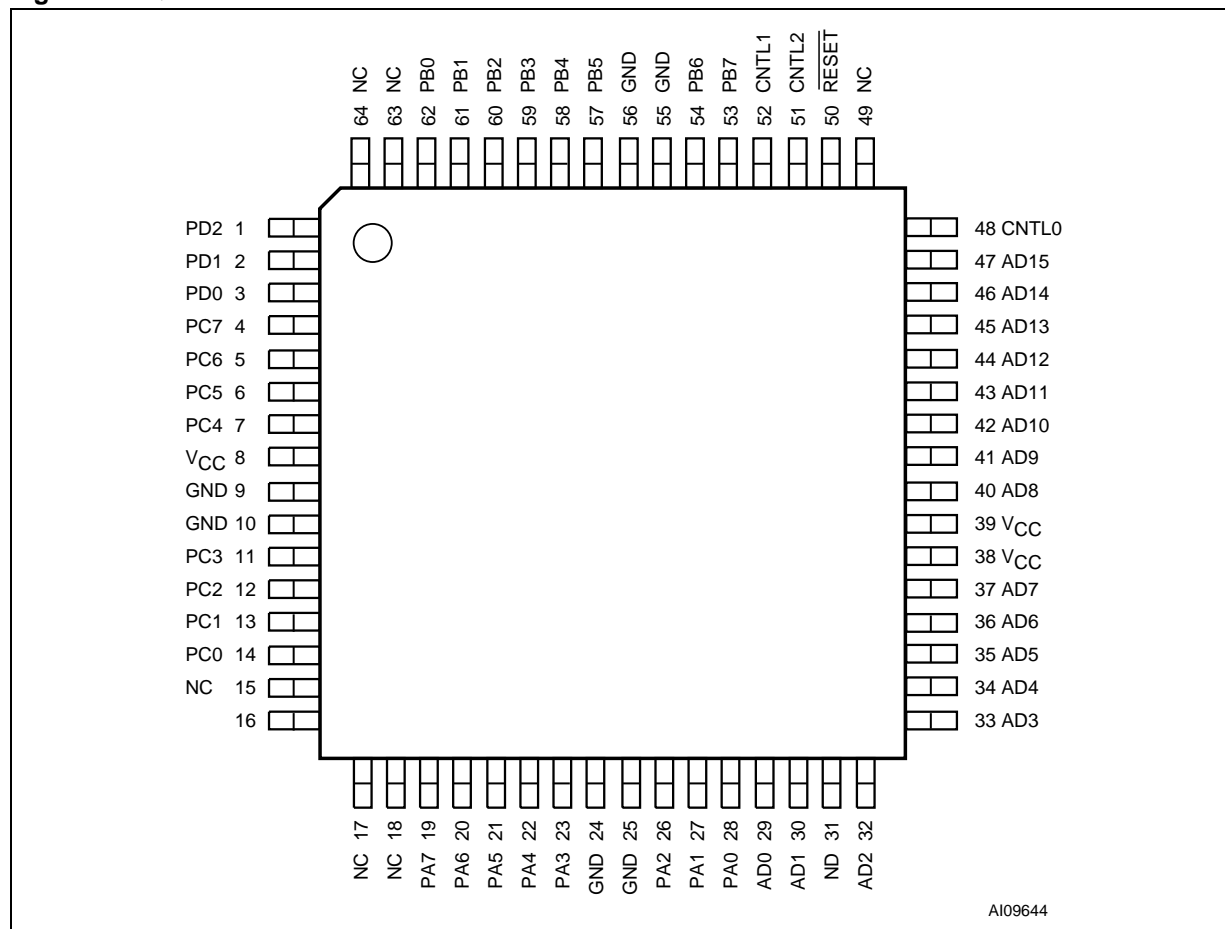 64 NC
63 NC
62 PB0
61 PB1
60 PB2
59 PB3
58 PB4
57 PB5
56 GND
55 GND
54 PB6
53 PB7
52 CNTL1
51 CNTL2
50 RESET
49 NC
PD2 1
PD1 2
PD0 3
PC7 4
PC6 5
PC5 6
PC4 7
VCC 8
GND 9
GND 10
PC3 11
PC2 12
PC1 13
PC0 14
NC 15
16
48 CNTL0
47 AD15
46 AD14
45 AD13
44 AD12
43 AD11
42 AD10
41 AD9
40 AD8
39 VCC
38 VCC
37 AD7
36 AD6
35 AD5
34 AD4
33 AD3
NC 17
NC 18
PA7 19
PA6 20
PA5 21
PA4 22
PA3 23
GND 24
GND 25
PA2 26
PA1 27
PA0 28
AD0 29
AD1 30
ND 31
AD2 32
AI09644